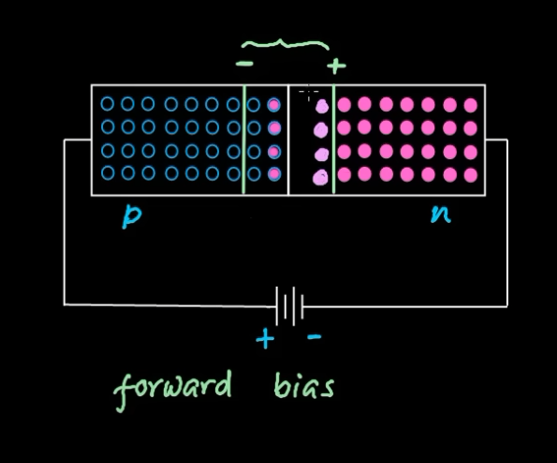 - +
p n
+ -
forward bias